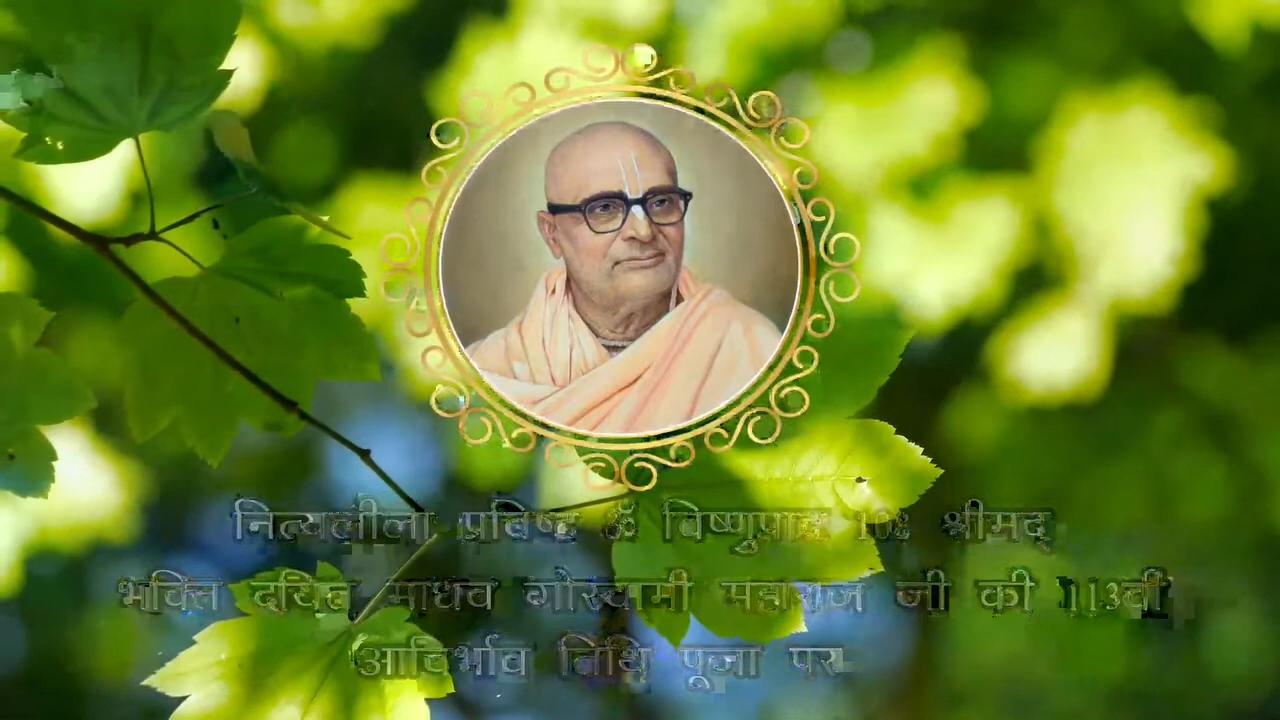 नित्यलीला प्रविष्ट ॐ विष्णुपाद 108 श्रीमद्
भक्ति दयित माधव गोस्वामी महाराज जी की 113वी
आविर्भाव तिथि पूजा पर